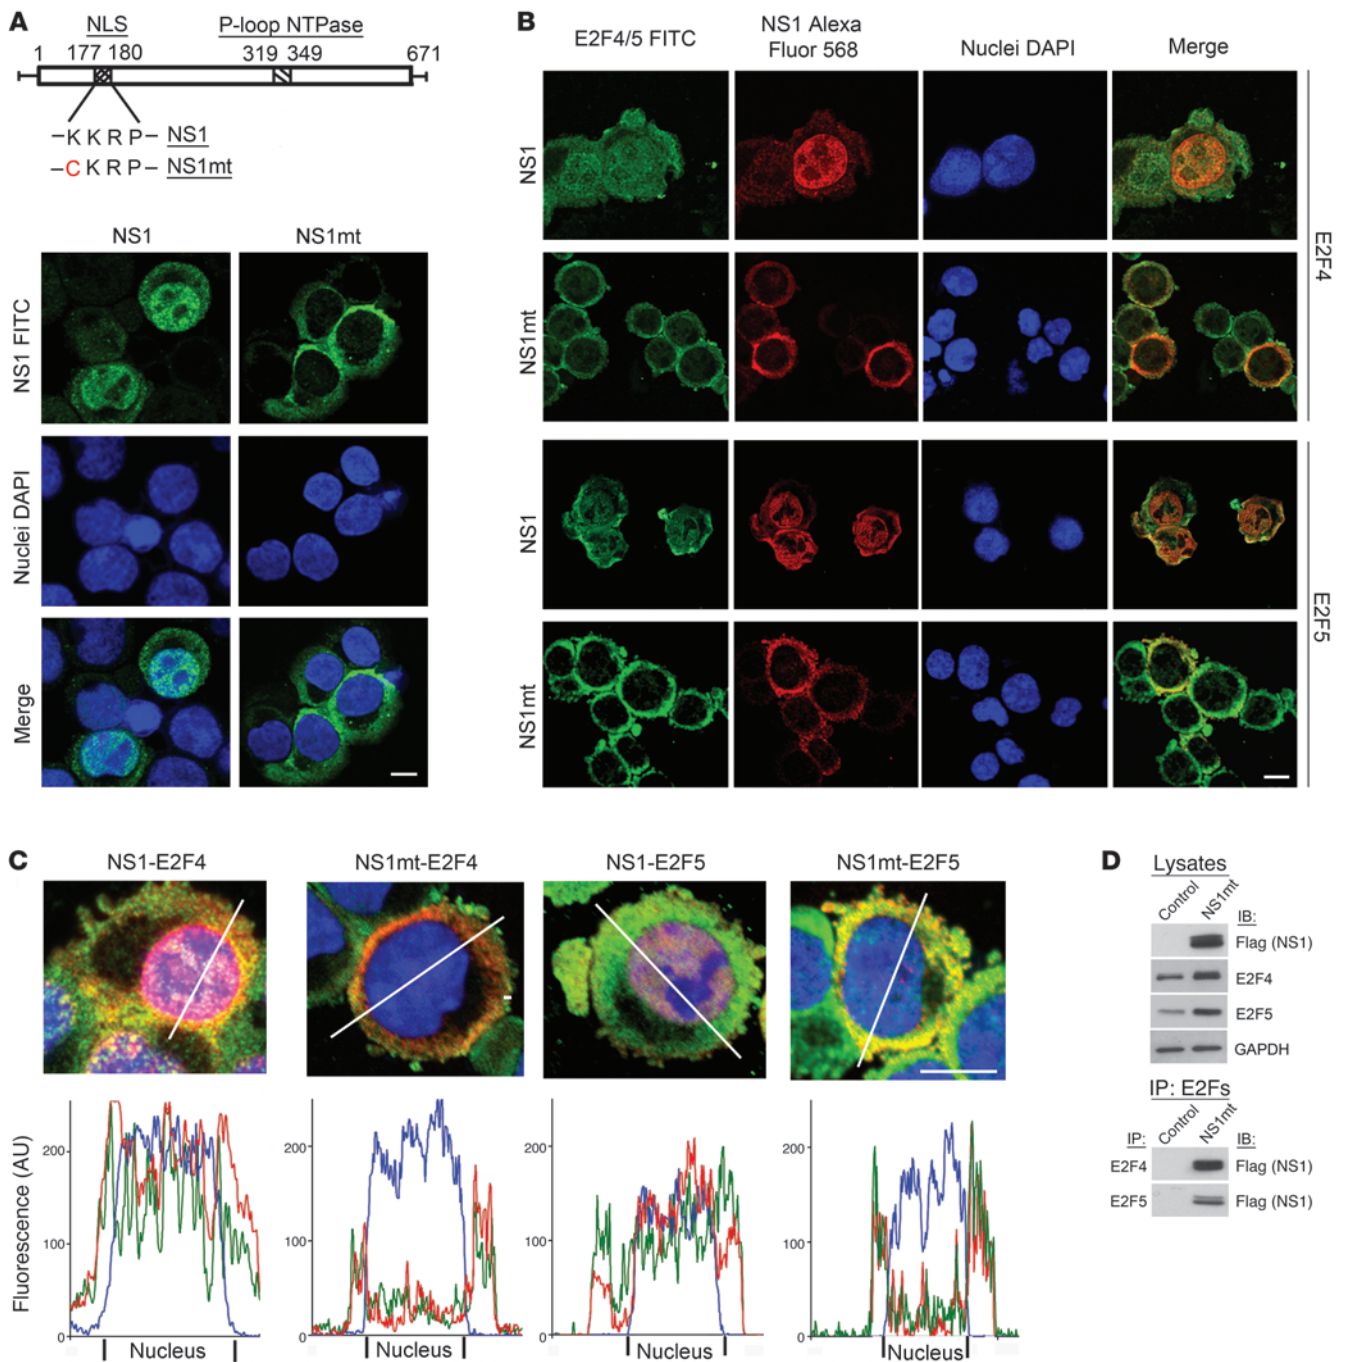 A
NLS P-loop NTPase
1 177 180 319 349 671
–K K R P– NS1
–C K R P– NS1mt
NS1 NS1mt
NS1 FITC
Nuclei DAPI
Merge
B
E2F4/5 FITC NS1 Alexa Fluor 568 Nuclei DAPI Merge
NS1
NS1mt
E2F4
NS1
NS1mt
E2F5
C
NS1-E2F4 NS1mt-E2F4 NS1-E2F5 NS1mt-E2F5
Fluorescence (AU)
200 200 200 200
100 100 100 100
0 0 0 0
Nucleus Nucleus Nucleus Nucleus
D
Lysates
Control NS1mt IB:
Flag (NS1)
E2F4
E2F5
GAPDH
IP: E2Fs
IP: Control NS1mt IB:
E2F4 Flag (NS1)
E2F5 Flag (NS1)